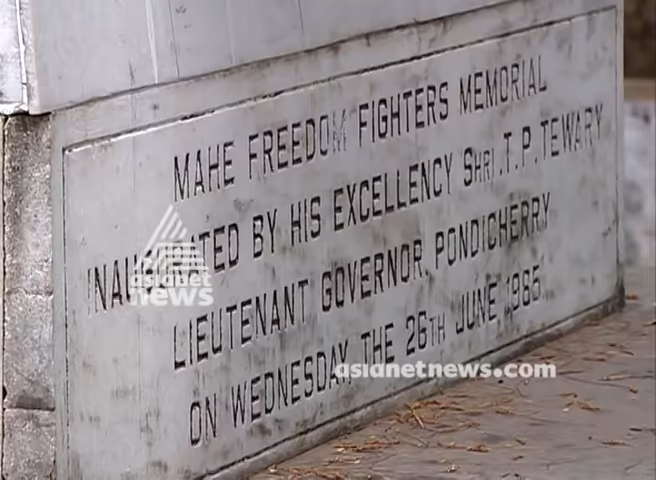 MAHE FREEDOM FIGHTERS MEMORIAL
INAUGURATED BY HIS EXCELLENCY SHRI.T.P.TEWARY
LIEUTENANT GOVERNOR, PONDICHERRY
ON WEDNESDAY, THE 26TH JUNE 1985
asianet
news
asianetnews.com